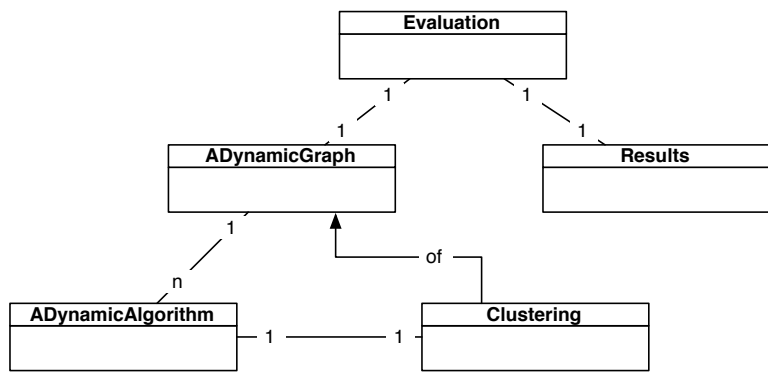 Evaluation
1
1
1
1
ADynamicGraph
Results
1
of
n
ADynamicAlgorithm
Clustering
1
1